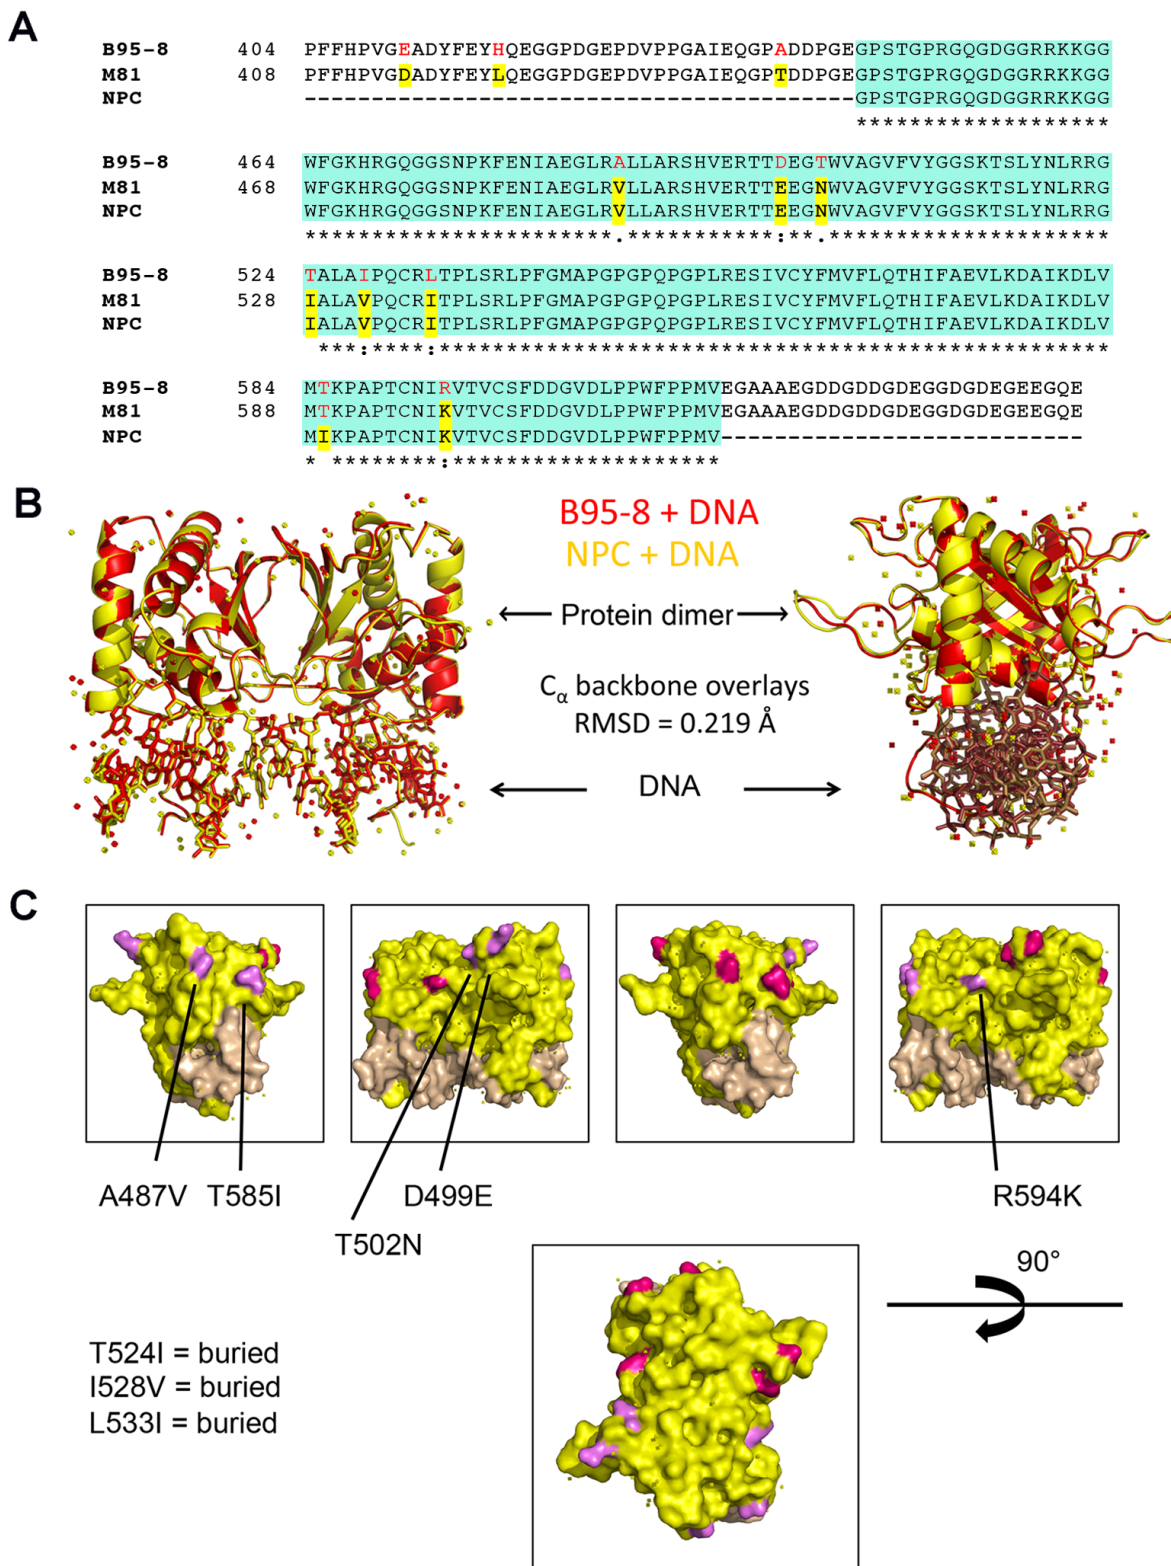 A
B95-8 404 PFFHPVGEADYFEYHQEGGPDGEPDVPPGAIEQGPADDPGEGPSTGPRGQGDGGRRKKGG
M81 408 PFFHPVGDADYFEYLQEGGPDGEPDVPPGAIEQGPTDDPGEGPSTGPRGQGDGGRRKKGG
NPC -----------------------------------------GPSTGPRGQGDGGRRKKGG
*******************
B95-8 464 WFGKHRGQGGSNPKFENIAEGLRALLARSHVERTTDEGTWVAGVFVYGGSKTSLYNLRRG
M81 468 WFGKHRGQGGSNPKFENIAEGLRVLLARSHVERTTEEGNWVAGVFVYGGSKTSLYNLRRG
NPC WFGKHRGQGGSNPKFENIAEGLRVLLARSHVERTTEEGNWVAGVFVYGGSKTSLYNLRRG
***********************.***********:**.*********************
B95-8 524 TALAIPQCRLTPLSRLPFGMAPGPGPQPGPLRESIVCYFMVFLQTHIFAEVLKDAIKDLV
M81 528 IALAVPQCRITPLSRLPFGMAPGPGPQPGPLRESIVCYFMVFLQTHIFAEVLKDAIKDLV
NPC IALAVPQCRITPLSRLPFGMAPGPGPQPGPLRESIVCYFMVFLQTHIFAEVLKDAIKDLV
***:****:**************************************************
B95-8 584 MTKPAPTCNIRVTVCSFDDGVDLPPWFPPMVEGAAAEGDDGDDGDEGGDGDEGEEGQE
M81 588 MTKPAPTCNIKVTVCSFDDGVDLPPWFPPMVEGAAAEGDDGDDGDEGGDGDEGEEGQE
NPC MIKPAPTCNIKVTVCSFDDGVDLPPWFPPMV---------------------------
* ********:********************
B
B95-8 + DNA
NPC + DNA
Protein dimer
Cα backbone overlays
RMSD = 0.219 Å
DNA
C
A487V T585I D499E R594K
T502N
90°
T524I = buried
I528V = buried
L533I = buried